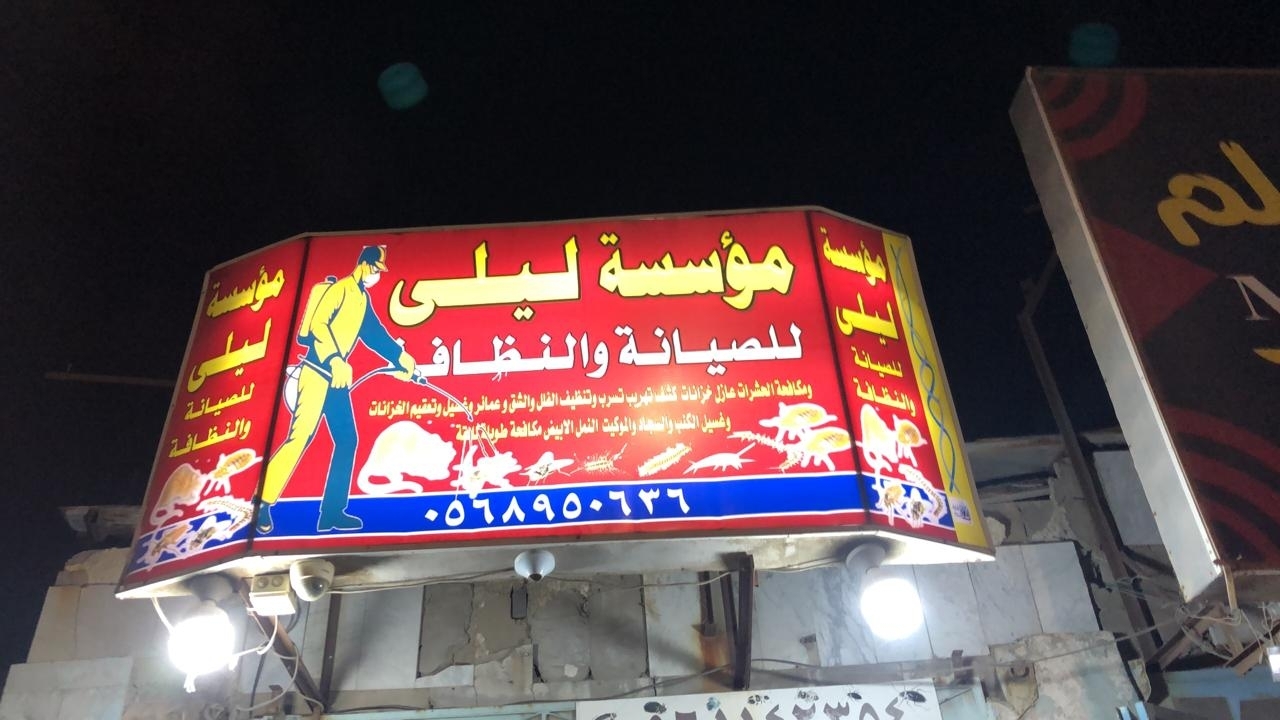 مؤسسة ليلى
للصيانة والنظافة
ومكافحة الحشرات عازل خزانات كشف تهريب تسرب وتنظيف الفلل والشقق و عمائر وغسيل وتعقيم الخزانات
وغسيل الكنب والسجاد والموكيت النمل الابيض مكافحة
٠٥٦٨٩٥٠٦٣٦
مؤسسة
ليلى
للصيانة
والنظافة
مؤسسة
ليلى
للصيانة
والنظافة